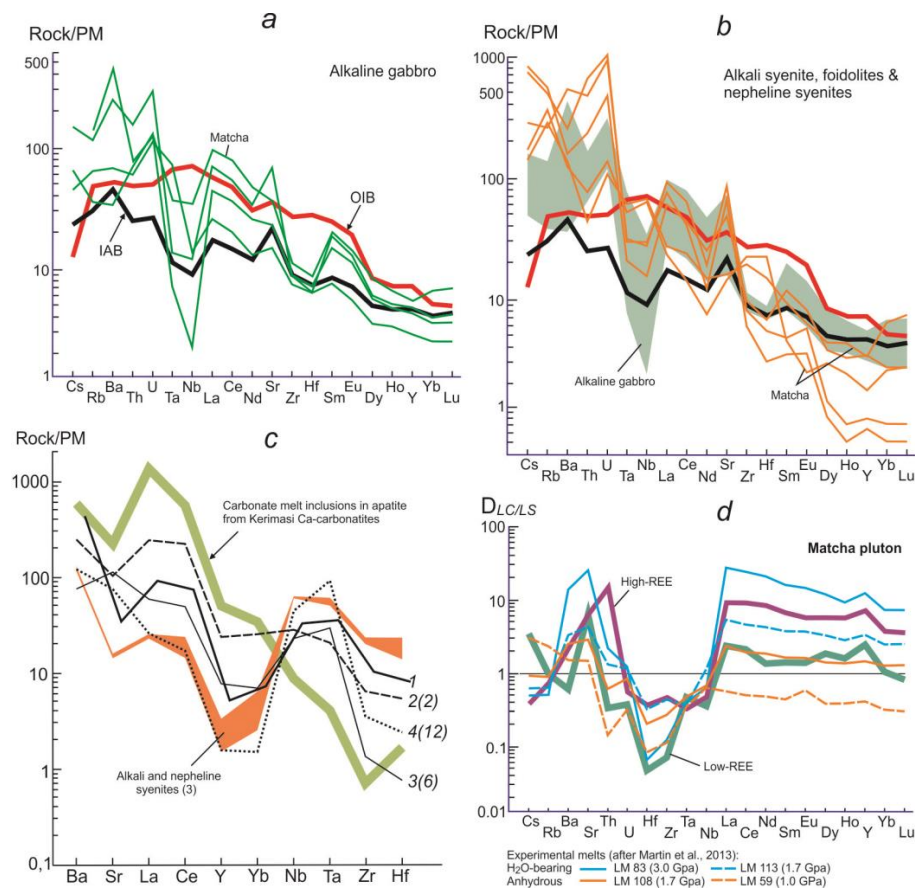 a
Rock/PM
Alkaline gabbro
500
100
10
1
Matcha
OIB
IAB
Cs Rb Ba Th U Ta Nb La Ce Nd Sr Zr Hf Sm Eu Dy Ho Y Yb Lu
b
Rock/PM
Alkali syenite, foidolites &
nepheline syenites
1000
500
100
10
1
Alkaline gabbro
Matcha
Cs Rb Ba Th U Ta Nb La Ce Nd Sr Zr Hf Sm Eu Dy Ho Y Yb Lu
c
Rock/PM
1000
100
10
1
0,1
Carbonate melt inclusions in apatite
from Kerimasi Ca-carbonatites
1
2(2)
4(12)
3(6)
Alkali and nepheline
syenites (3)
Ba Sr La Ce Y Yb Nb Ta Zr Hf
d
DLC/LS
Matcha pluton
100
10
1
0.1
0.01
High-REE
Low-REE
Cs Rb Ba Sr Th U Hf Zr Ta Nb La Ce Nd Sm Eu Dy Ho Y Yb Lu
Experimental melts (after Martin et al., 2013):
H2O-bearing LM 83 (3.0 Gpa) LM 113 (1.7 Gpa)
Anhydrous LM 108 (1.7 Gpa) LM 59 (1.0 GPa)